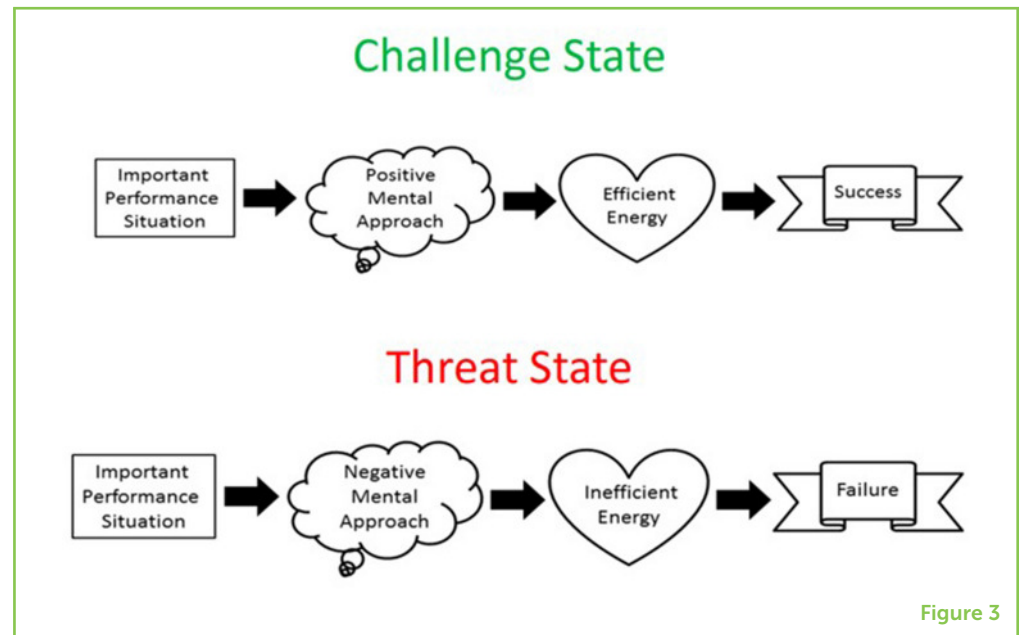 Challenge State
Important
Performance
Situation
Positive
Mental
Approach
Efficient
Energy
Success
Threat State
Important
Performance
Situation
Negative
Mental
Approach
Inefficient
Energy
Failure
Figure 3